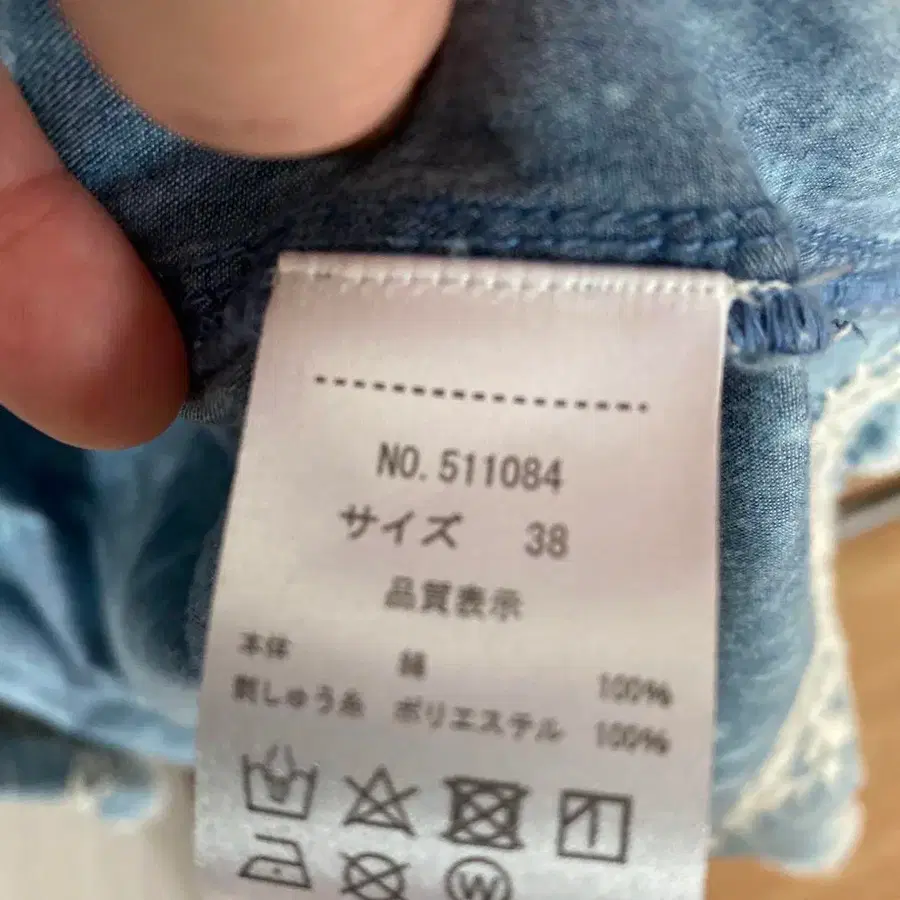 NO.511084
サイズ 38
品質表示
本体 綿 100%
刺しゅう糸 ポリエステル 100%
W